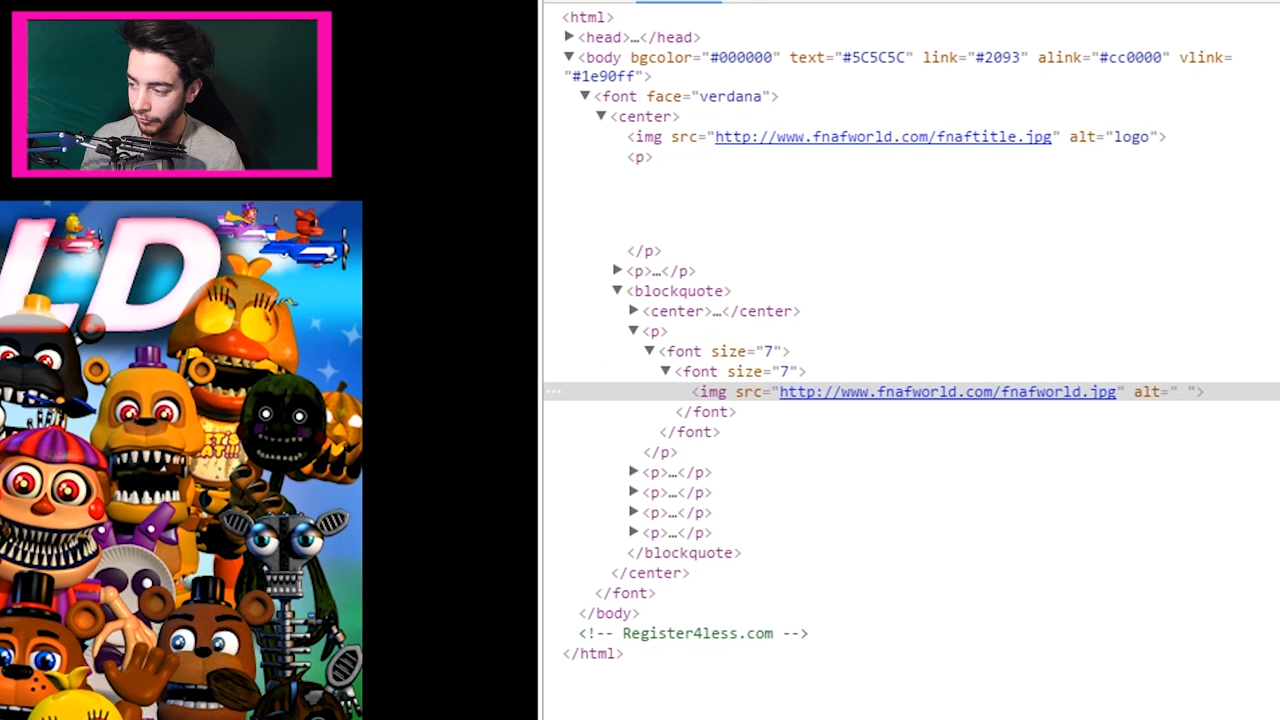 LD
<html>
▶<head>…</head>
▼<body bgcolor="#000000" text="#5C5C5C" link="#2093" alink="#cc0000" vlink=
"#1e90ff">
▼<font face="verdana">
▼<center>
<img src="http://www.fnafworld.com/fnaftitle.jpg" alt="logo">
<p>
</p>
▶<p>…</p>
▼<blockquote>
▶<center>…</center>
▼<p>
▼<font size="7">
▼<font size="7">
…<img src="http://www.fnafworld.com/fnafworld.jpg" alt=" ">
</font>
</font>
</p>
▶<p>…</p>
▶<p>…</p>
▶<p>…</p>
▶<p>…</p>
</blockquote>
</center>
</font>
</body>
<!-- Register4less.com -->
</html>